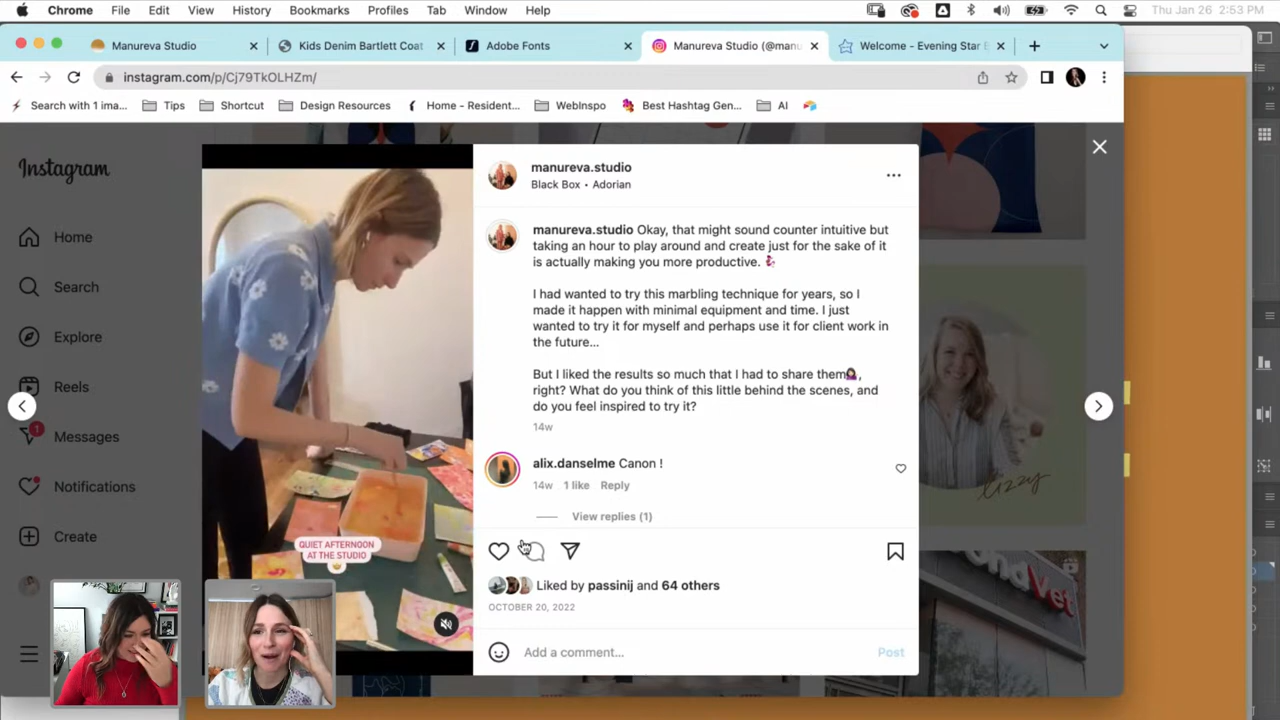 Chrome File Edit View History Bookmarks Profiles Tab Window Help Thu Jan 26 2:53 PM
Manureva Studio Kids Denim Bartlett Coat Adobe Fonts Manureva Studio (@manu Welcome - Evening Star
instagram.com/p/Cj79TkOLHZm/
Search with 1 ima... Tips Shortcut Design Resources Home - Resident... WebInspo Best Hashtag Gen... AI
Instagram
Home
Search
Explore
Reels
1
Messages
Notifications
Create
QUIET AFTERNOON
AT THE STUDIO
manureva.studio
Black Box • Adorian
manureva.studio Okay, that might sound counter intuitive but
taking an hour to play around and create just for the sake of it
is actually making you more productive.
I had wanted to try this marbling technique for years, so I
made it happen with minimal equipment and time. I just
wanted to try it for myself and perhaps use it for client work in
the future...
But I liked the results so much that I had to share them,
right? What do you think of this little behind the scenes, and
do you feel inspired to try it?
14w
alix.danselme Canon !
14w 1 like Reply
View replies (1)
Liked by passinij and 64 others
OCTOBER 20, 2022
Add a comment... Post
lizzy
ondVet